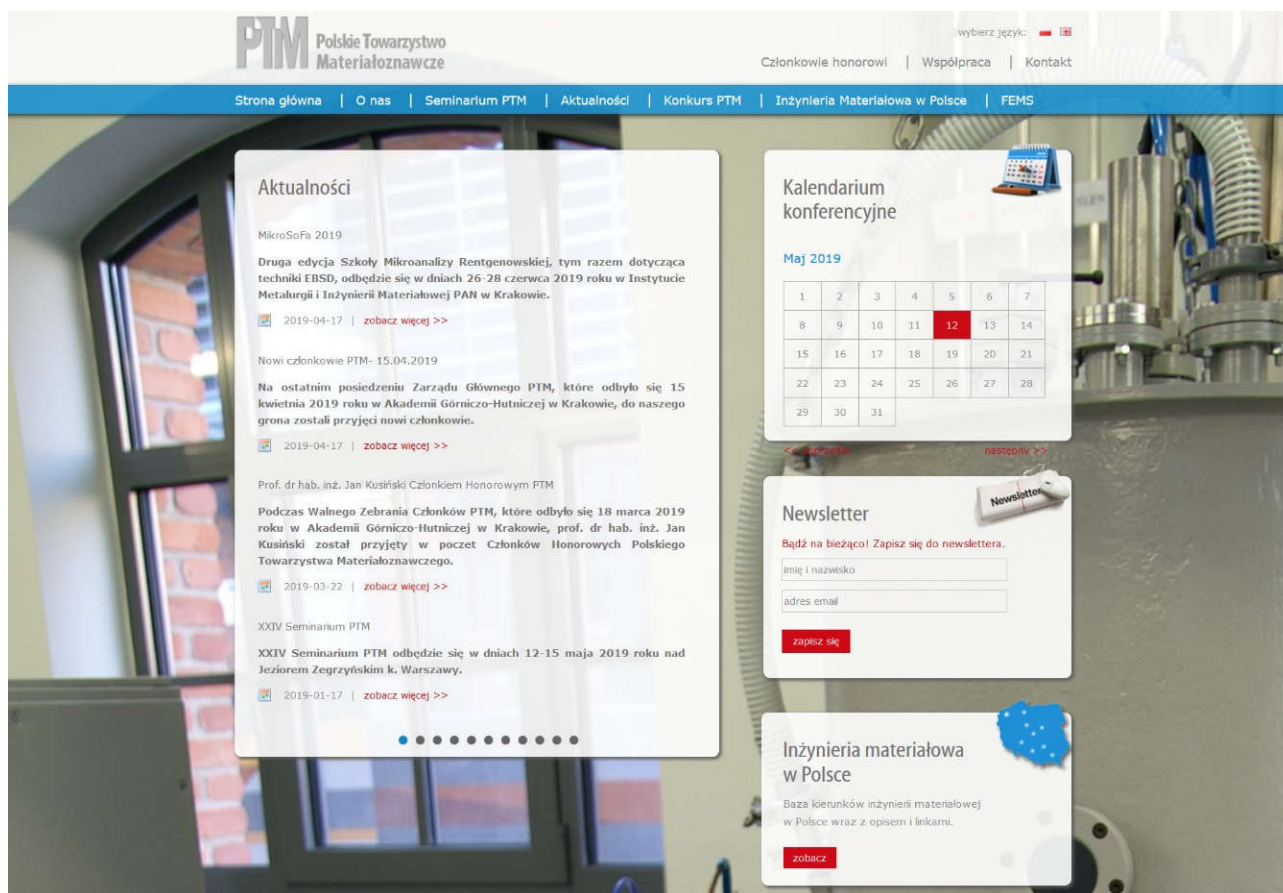 PTM Polskie Towarzystwo
Materiałoznawcze
wybierz język:
Członkowie honorowi | Współpraca | Kontakt
Strona główna | O nas | Seminarium PTM | Aktualności | Konkurs PTM | Inżynieria Materiałowa w Polsce | FEMS
Aktualności
MikroSoFa 2019
Druga edycja Szkoły Mikroanalizy Rentgenowskiej, tym razem dotycząca
techniki EBSD, odbędzie się w dniach 26-28 czerwca 2019 roku w Instytucie
Metalurgii i Inżynierii Materiałowej PAN w Krakowie.
2019-04-17 | zobacz więcej >>
Nowi członkowie PTM- 15.04.2019
Na ostatnim posiedzeniu Zarządu Głównego PTM, które odbyło się 15
kwietnia 2019 roku w Akademii Górniczo-Hutniczej w Krakowie, do naszego
grona zostali przyjęci nowi członkowie.
2019-04-17 | zobacz więcej >>
Prof. dr hab. inż. Jan Kusiński Członkiem Honorowym PTM
Podczas Walnego Zebrania Członków PTM, które odbyło się 18 marca 2019
roku w Akademii Górniczo-Hutniczej w Krakowie, prof. dr hab. inż. Jan
Kusiński został przyjęty w poczet Członków Honorowych Polskiego
Towarzystwa Materiałoznawczego.
2019-03-22 | zobacz więcej >>
XXIV Seminarium PTM
XXIV Seminarium PTM odbędzie się w dniach 12-15 maja 2019 roku nad
Jeziorem Zegrzyńskim k. Warszawy.
2019-01-17 | zobacz więcej >>
Kalendarium
konferencyjne
Maj 2019
1 2 3 4 5 6 7
8 9 10 11 12 13 14
15 16 17 18 19 20 21
22 23 24 25 26 27 28
29 30 31
<< następny >>
Newsletter
Newsletter
Bądź na bieżąco! Zapisz się do newslettera.
imię i nazwisko
adres email
zapisz się
Inżynieria materiałowa
w Polsce
Baza kierunków inżynierii materiałowej
w Polsce wraz z opisem i linkami.
zobacz